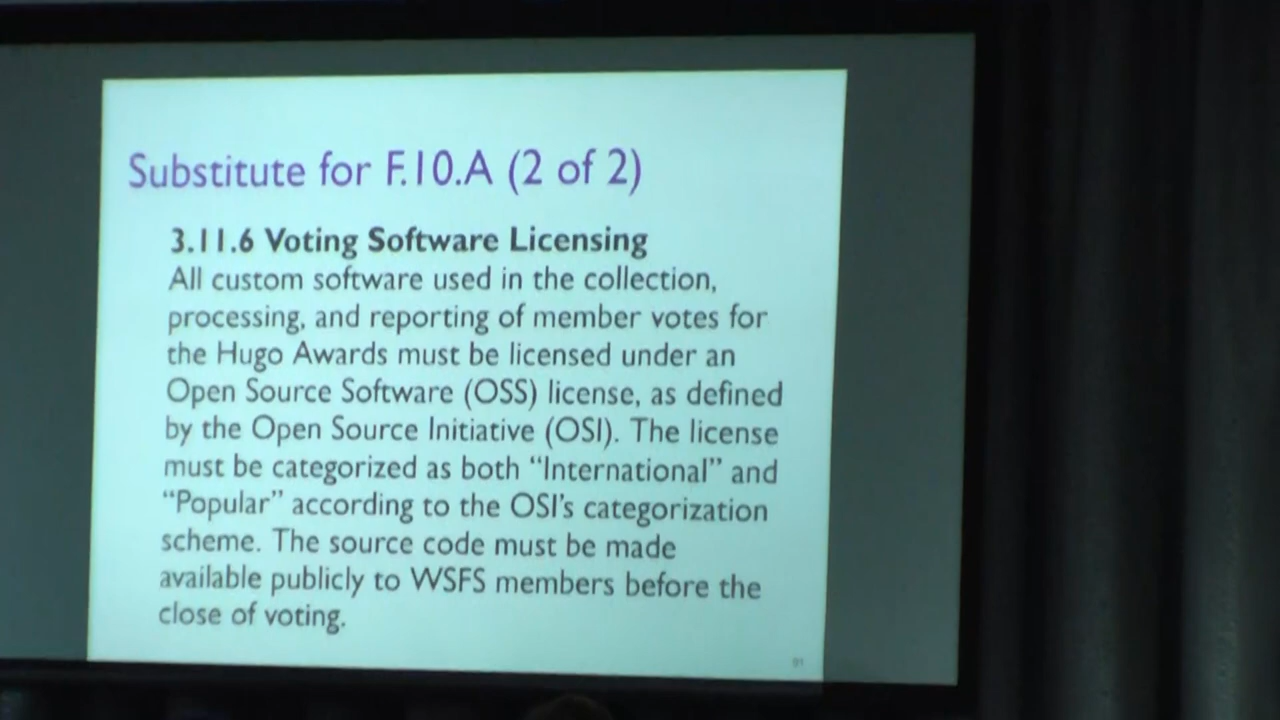 Substitute for F.10.A (2 of 2)
3.11.6 Voting Software Licensing
All custom software used in the collection,
processing, and reporting of member votes for
the Hugo Awards must be licensed under an
Open Source Software (OSS) license, as defined
by the Open Source Initiative (OSI). The license
must be categorized as both “International” and
“Popular” according to the OSI’s categorization
scheme. The source code must be made
available publicly to WSFS members before the
close of voting.